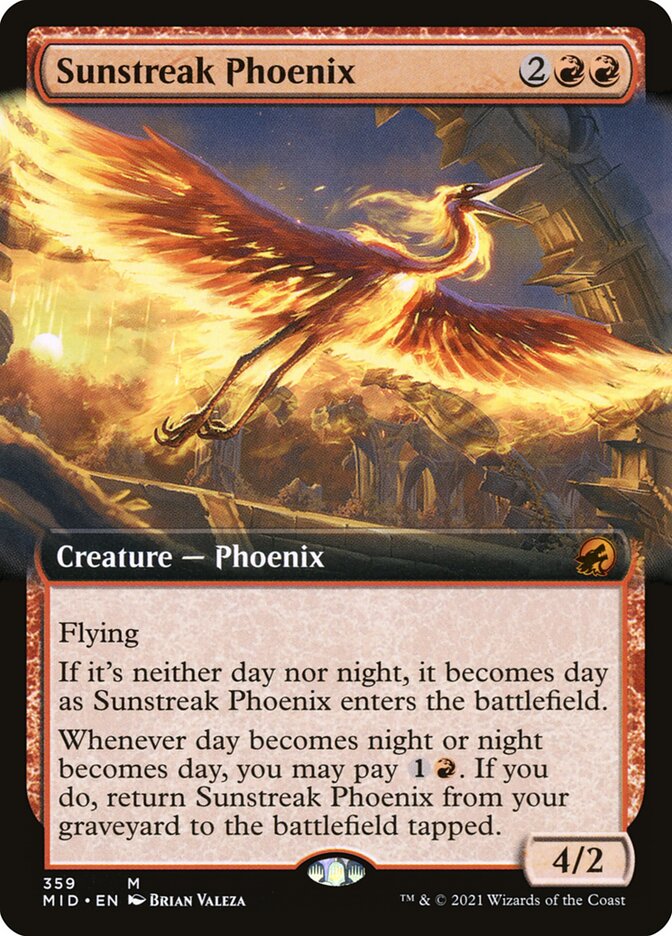 Sunstreak Phoenix 2
Creature — Phoenix
Flying
If it's neither day nor night, it becomes day
as Sunstreak Phoenix enters the battlefield.
Whenever day becomes night or night
becomes day, you may pay 1 . If you
do, return Sunstreak Phoenix from your
graveyard to the battlefield tapped.
4/2
359 M
MID • EN BRIAN VALEZA
™ & © 2021 Wizards of the Coast